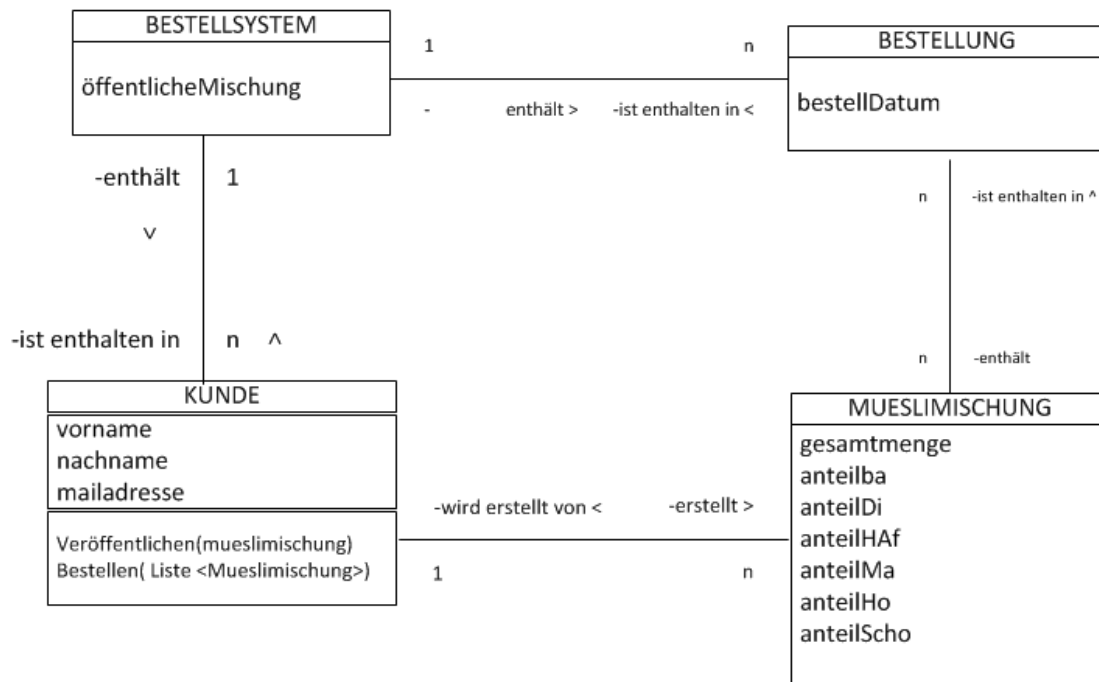 BESTELLSYSTEM
öffentlicheMischung
1
n
-
enthält >
-ist enthalten in <
BESTELLUNG
bestellDatum
-enthält
1
v
-ist enthalten in
n
^
n
-ist enthalten in ^
n
-enthält
KUNDE
vorname
nachname
mailadresse
Veröffentlichen(mueslimischung)
Bestellen( Liste <Mueslimischung>)
-wird erstellt von <
-erstellt >
1
n
MUESLIMISCHUNG
gesamtmenge
anteilba
anteilDi
anteilHAf
anteilMa
anteilHo
anteilScho